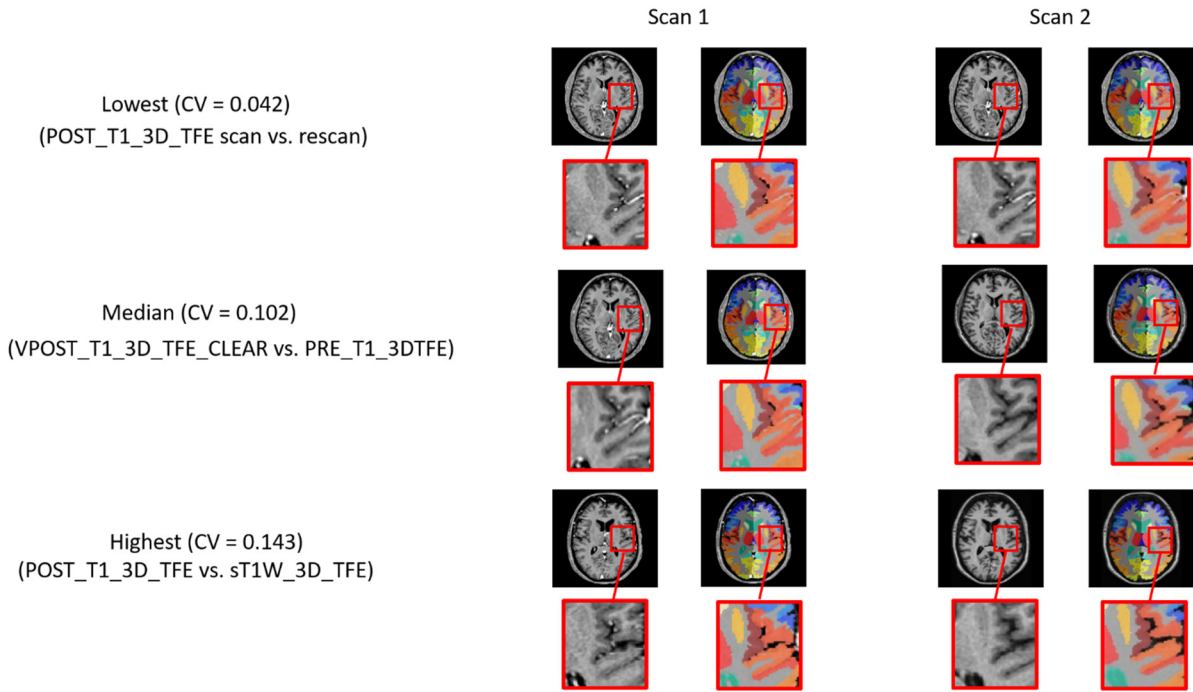 Scan 1
Scan 2
Lowest (CV = 0.042)
(POST_T1_3D_TFE scan vs. rescan)
Median (CV = 0.102)
(VPOST_T1_3D_TFE_CLEAR vs. PRE_T1_3DTFE)
Highest (CV = 0.143)
(POST_T1_3D_TFE vs. sT1W_3D_TFE)